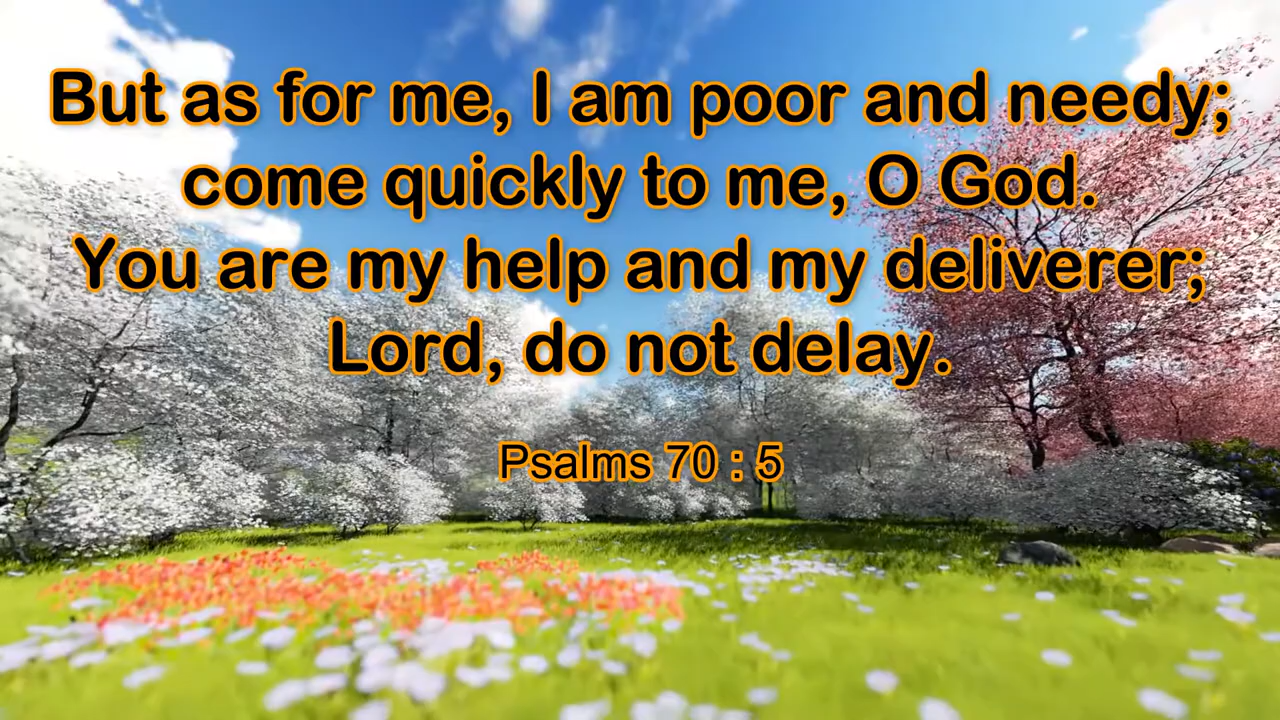 But as for me, I am poor and needy;
come quickly to me, O God.
You are my help and my deliverer;
Lord, do not delay.
Psalms 70 : 5